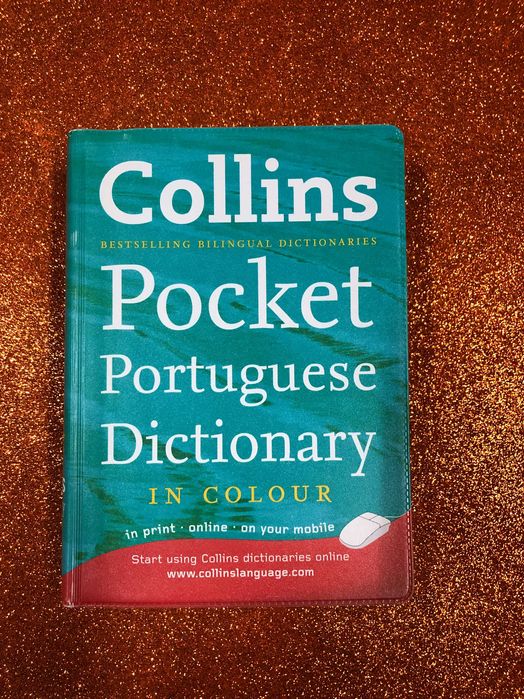 Collins
BESTSELLING BILINGUAL DICTIONARIES
Pocket
Portuguese
Dictionary
IN COLOUR
in print · online · on your mobile
Start using Collins dictionaries online
www.collinslanguage.com